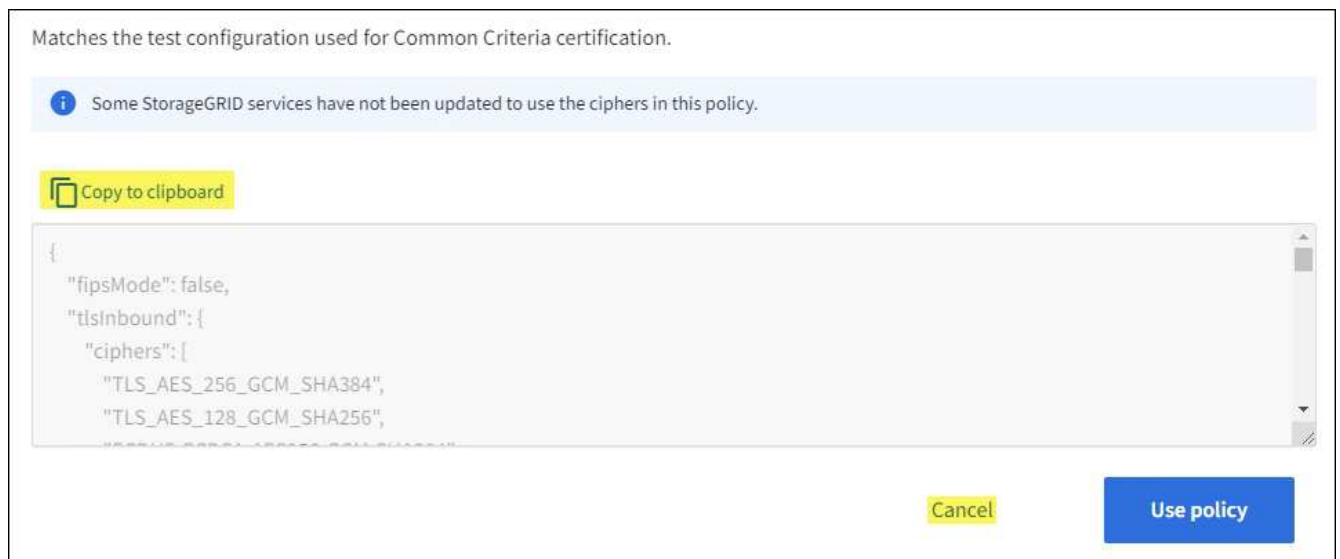 Matches the test configuration used for Common Criteria certification.
Some StorageGRID services have not been updated to use the ciphers in this policy.
Copy to clipboard
{
"fipsMode": false,
"tlsInbound": {
"ciphers": [
"TLS_AES_256_GCM_SHA384",
"TLS_AES_128_GCM_SHA256",
Cancel
Use policy